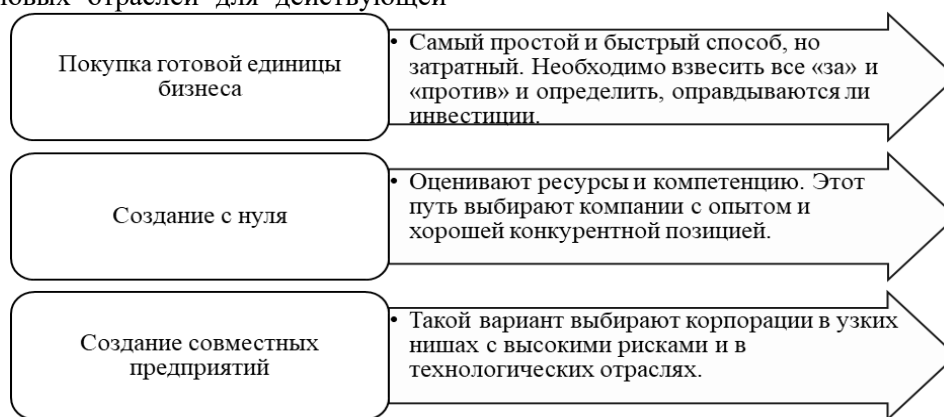 новых отраслей для действующей
Покупка готовой единицы
бизнеса
• Самый простой и быстрый способ, но
затратный. Необходимо взвесить все «за» и
«против» и определить, оправдываются ли
инвестиции.
Создание с нуля
• Оценивают ресурсы и компетенцию. Этот
путь выбирают компании с опытом и
хорошей конкурентной позицией.
Создание совместных
предприятий
• Такой вариант выбирают корпорации в узких
нишах с высокими рисками и в
технологических отраслях.